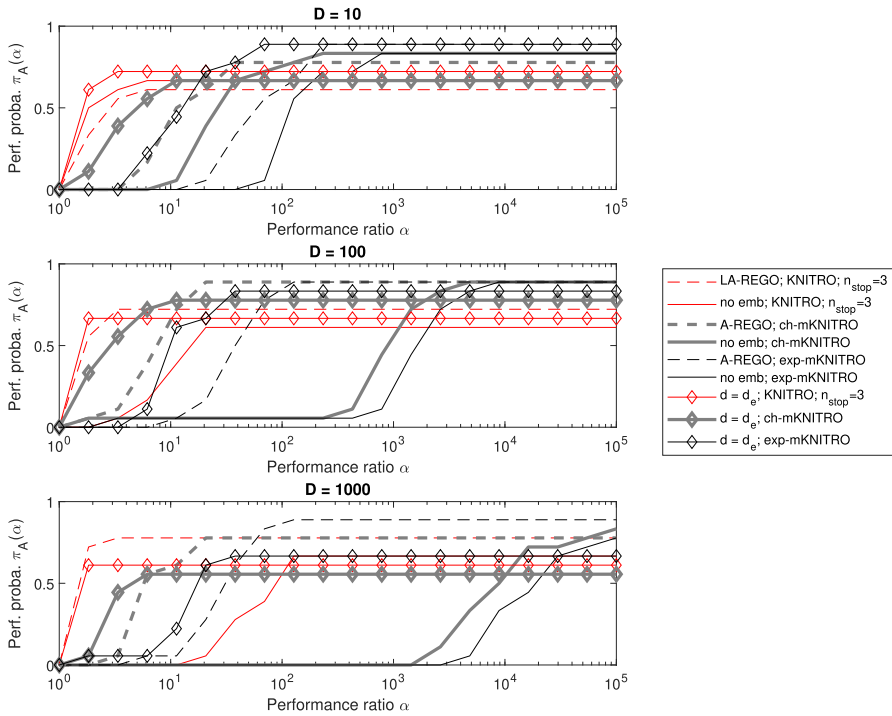 D = 10
1
0.5
0
Perf. proba. π_A(α)
10^0 10^1 10^2 10^3 10^4 10^5
Performance ratio α
D = 100
1
0.5
0
Perf. proba. π_A(α)
10^0 10^1 10^2 10^3 10^4 10^5
Performance ratio α
LA-REGO; KNITRO; n_stop=3
no emb; KNITRO; n_stop=3
A-REGO; ch-mKNITRO
no emb; ch-mKNITRO
A-REGO; exp-mKNITRO
no emb; exp-mKNITRO
d = d_e; KNITRO; n_stop=3
d = d_e; ch-mKNITRO
d = d_e; exp-mKNITRO
D = 1000
1
0.5
0
Perf. proba. π_A(α)
10^0 10^1 10^2 10^3 10^4 10^5
Performance ratio α